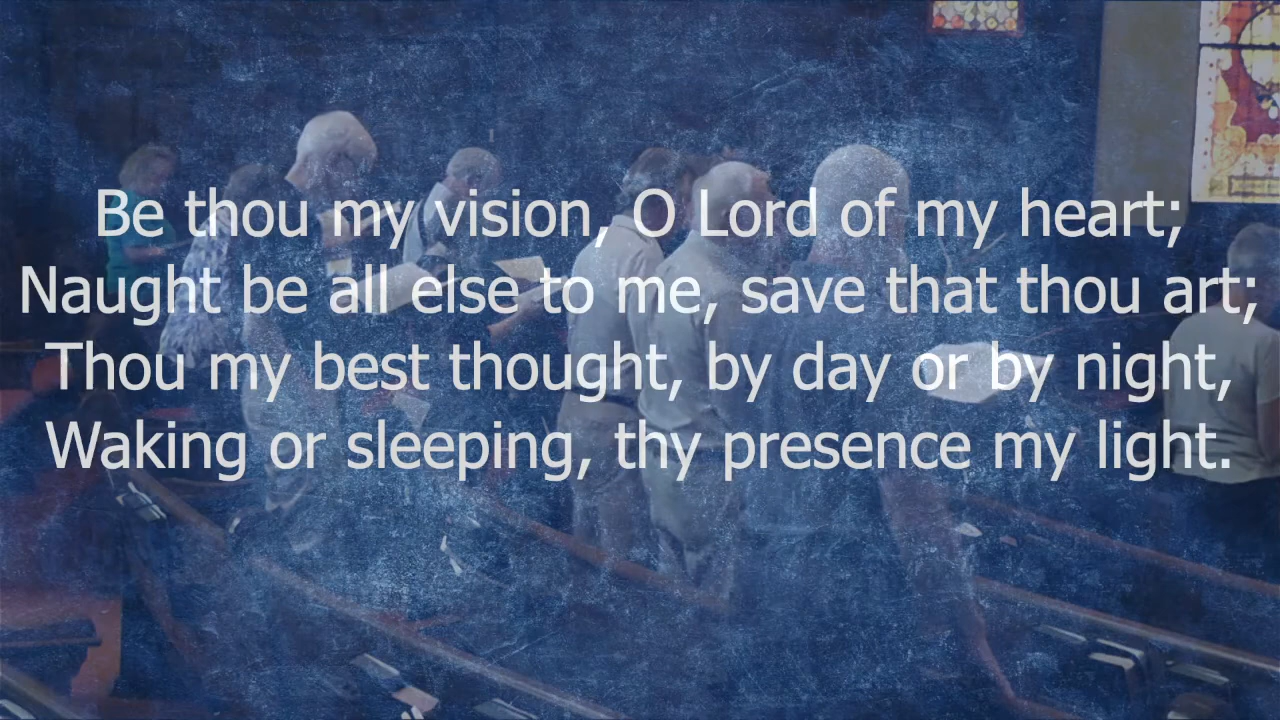 Be thou my vision, O Lord of my heart;
Naught be all else to me, save that thou art;
Thou my best thought, by day or by night,
Waking or sleeping, thy presence my light.